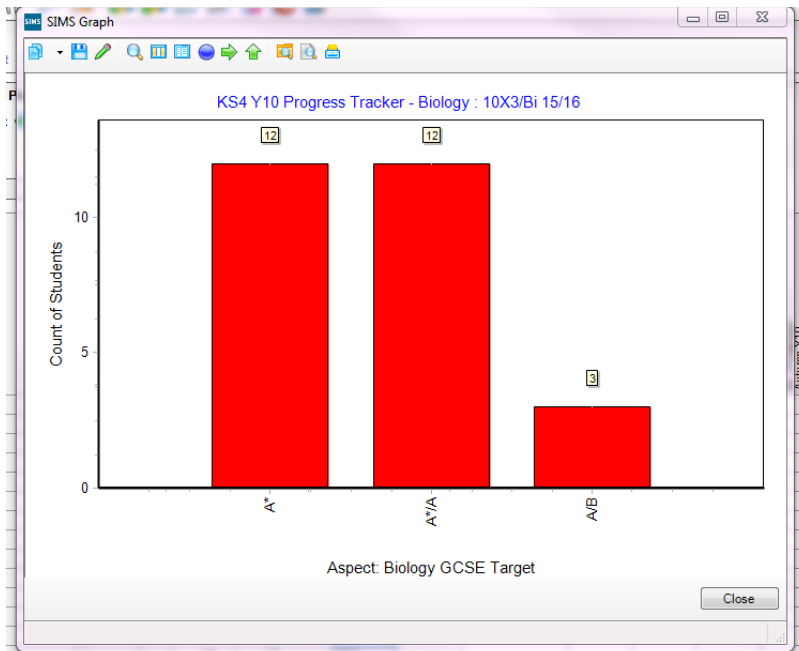 SIMS SIMS Graph
KS4 Y10 Progress Tracker - Biology : 10X3/Bi 15/16
12
12
10
Count of Students
5
3
0
A*
A*/A
A/B
Aspect: Biology GCSE Target
Close